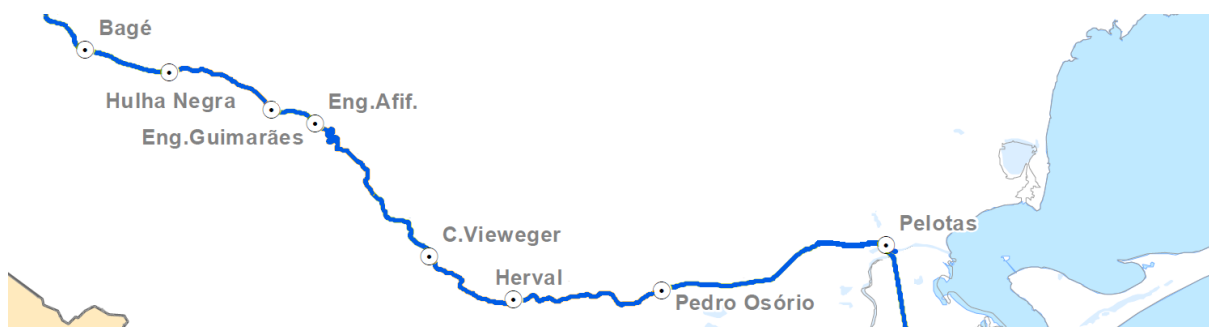 Bagé
Hulha Negra
Eng.Afif.
Eng.Guimarães
C.Vieweger
Herval
Pelotas
Pedro Osório